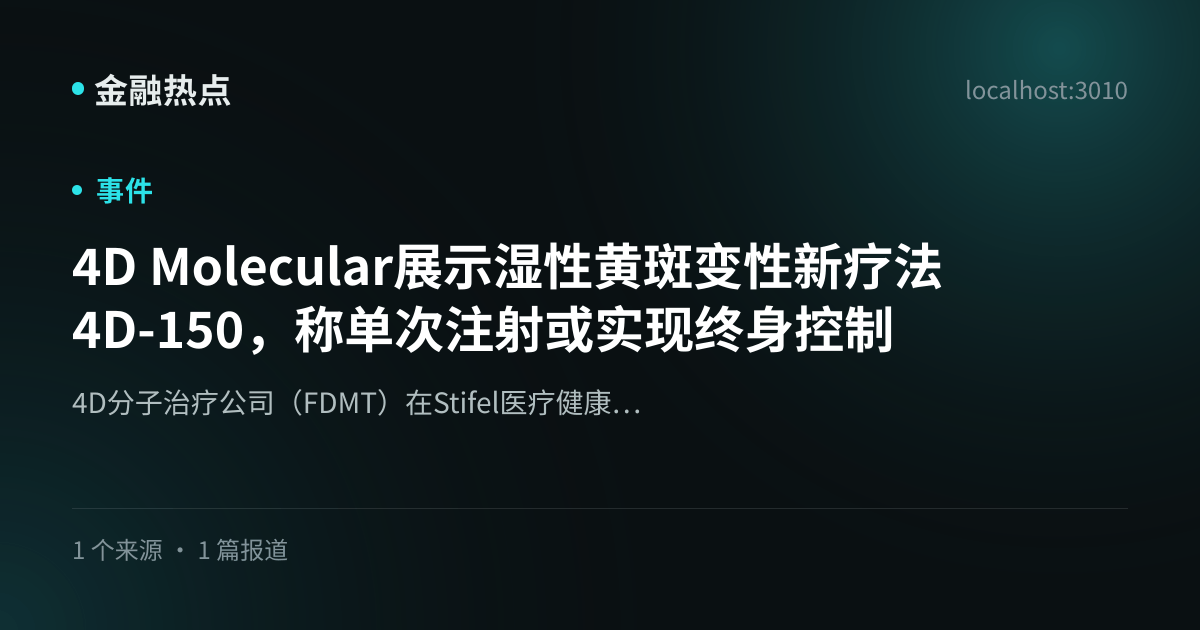 金融热点
localhost:3010
事件
4D Molecular展示湿性黄斑变性新疗法
4D-150，称单次注射或实现终身控制
4D分子治疗公司（FDMT）在Stifel医疗健康…
1 个来源 · 1 篇报道